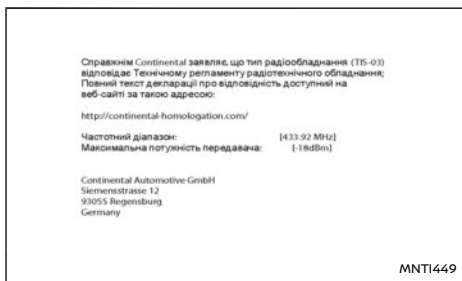 Справжнім Continental заявляє, що тип радіообладнання (TIS-03)
відповідає Технічному регламенту радіотехнічного обладнання;
Повний текст декларації про відповідність доступний на
веб-сайті за такою адресою:
http://continental-homologation.com/
Частотний діапазон: [433.92 MHz]
Максимальна потужність передавача: [-18dBm]
Continental Automotive GmbH
Siemensstrasse 12
93055 Regensburg
Germany
MNTI449